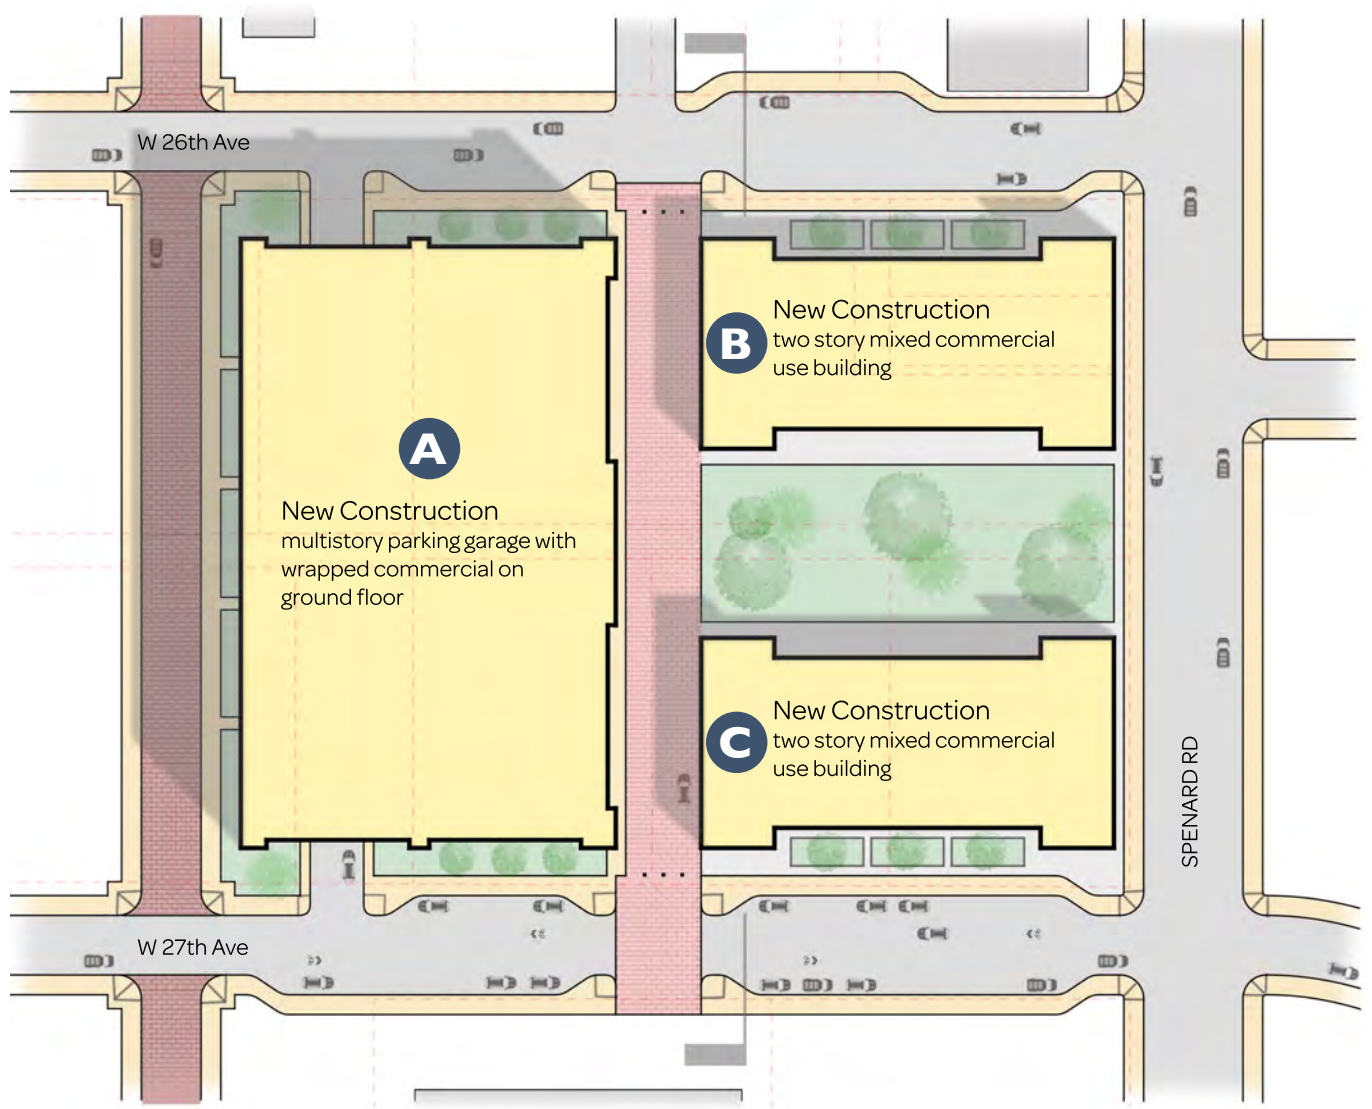 W 26th Ave
B
New Construction
two story mixed commercial
use building
A
New Construction
multistory parking garage with
wrapped commercial on
ground floor
C
New Construction
two story mixed commercial
use building
SPENARD RD
W 27th Ave